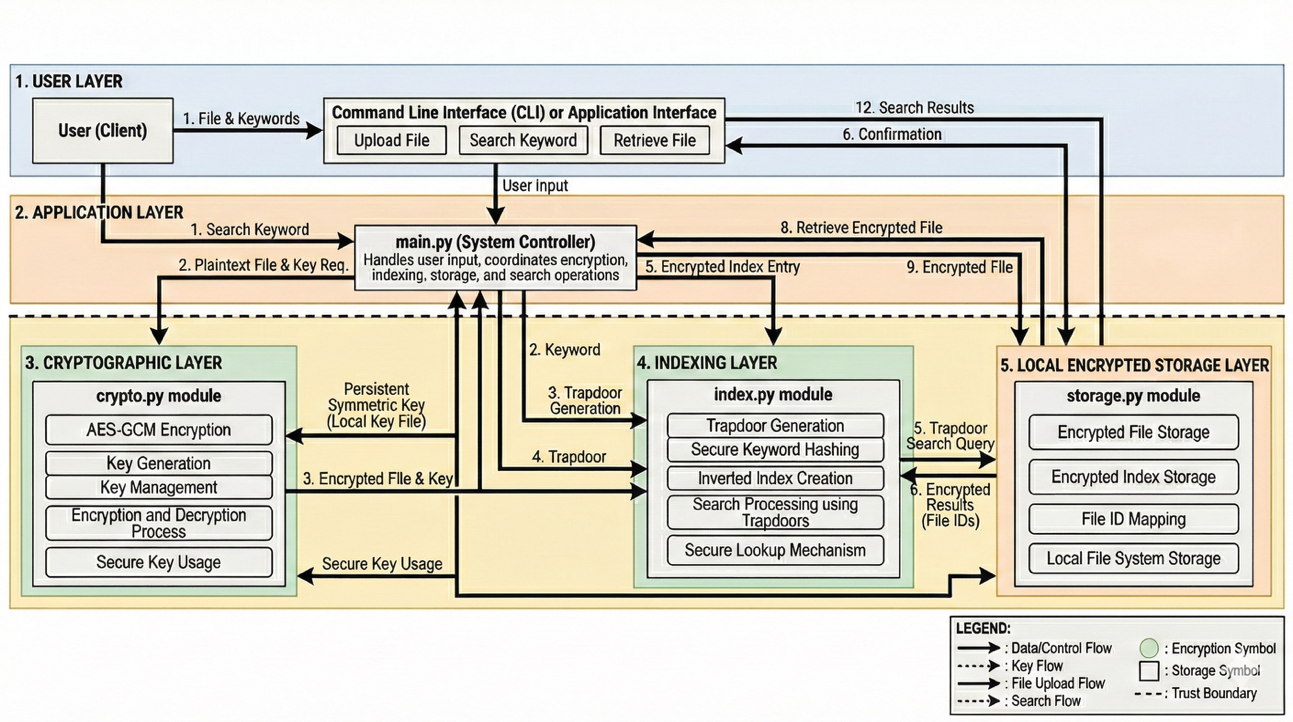 1. USER LAYER
User (Client)
1. File & Keywords
Command Line Interface (CLI) or Application Interface
Upload File
Search Keyword
Retrieve File
12. Search Results
6. Confirmation
User input
2. APPLICATION LAYER
1. Search Keyword
2. Plaintext File & Key Req.
main.py (System Controller)
Handles user input, coordinates encryption,
indexing, storage, and search operations
8. Retrieve Encrypted File
5. Encrypted Index Entry
9. Encrypted File
3. CRYPTOGRAPHIC LAYER
crypto.py module
AES-GCM Encryption
Key Generation
Key Management
Encryption and Decryption
Process
Secure Key Usage
Persistent
Symmetric Key
(Local Key File)
3. Encrypted File & Key
Secure Key Usage
2. Keyword
3. Trapdoor
Generation
4. Trapdoor
4. INDEXING LAYER
index.py module
Trapdoor Generation
Secure Keyword Hashing
Inverted Index Creation
Search Processing using
Trapdoors
Secure Lookup Mechanism
5. Trapdoor
Search Query
6. Encrypted
Results
(File IDs)
5. LOCAL ENCRYPTED STORAGE LAYER
storage.py module
Encrypted File Storage
Encrypted Index Storage
File ID Mapping
Local File System Storage
LEGEND:
: Data/Control Flow
: Key Flow
: File Upload Flow
: Search Flow
: Encryption Symbol
: Storage Symbol
: Trust Boundary